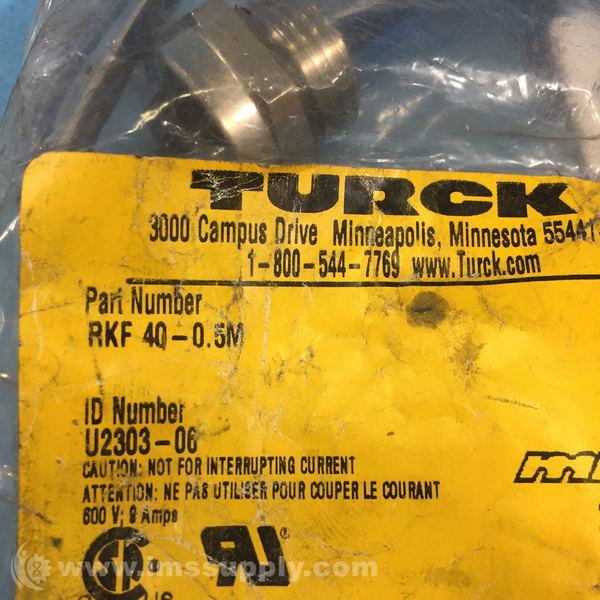 TURCK
3000 Campus Drive Minneapolis, Minnesota 55441
1-800-544-7769 www.Turck.com
Part Number
RKF 40-0.5M
ID Number
U2303-06
CAUTION: NOT FOR INTERRUPTING CURRENT
ATTENTION: NE PAS UTILISER POUR COUPER LE COURANT
600 V; 9 Amps
www.imssupply.com
US